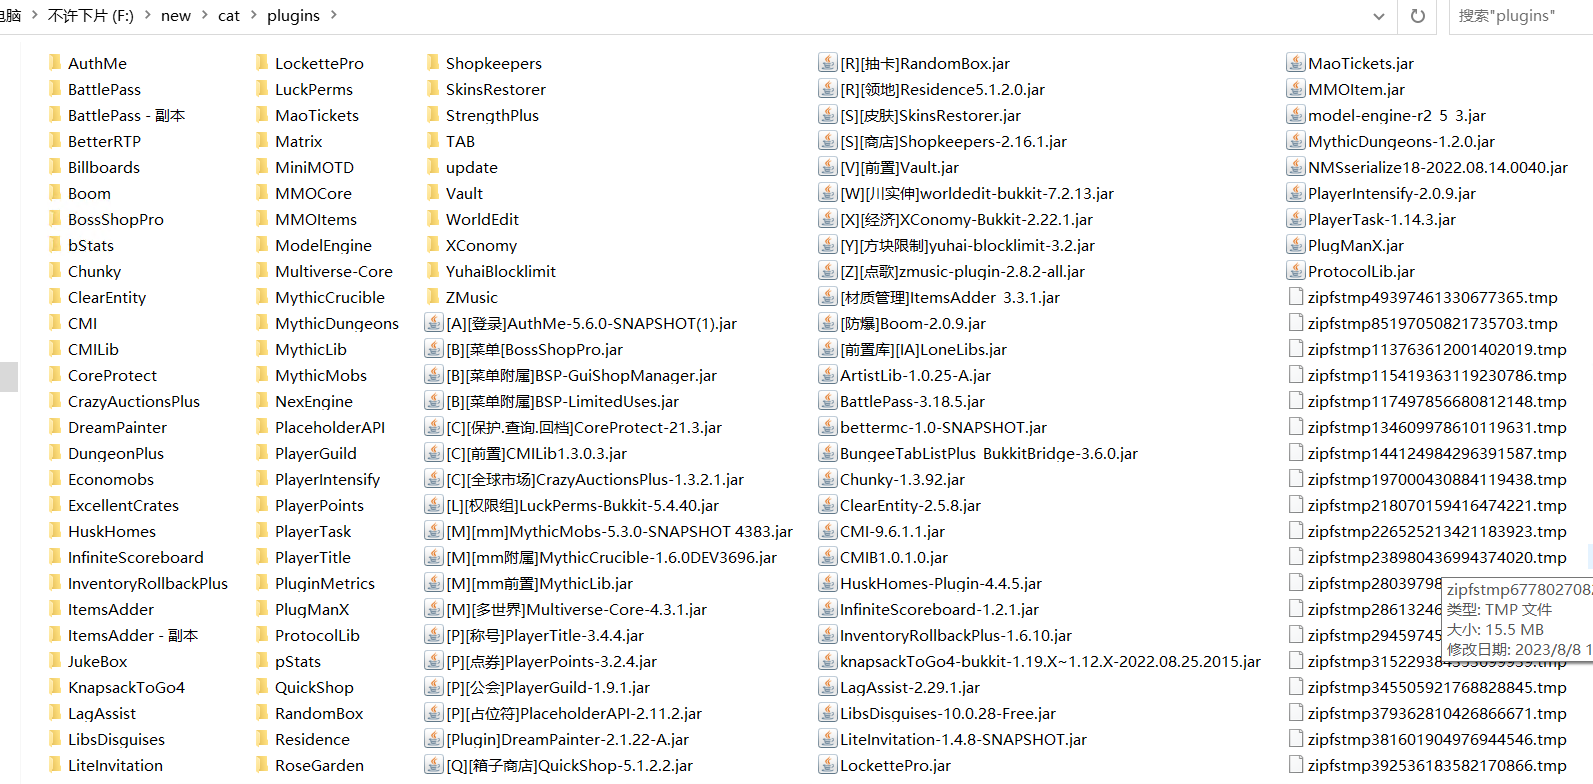 电脑 > 不许下片 (F:) > new > cat > plugins >
搜索"plugins"
AuthMe
BattlePass
BattlePass - 副本
BetterRTP
Billboards
Boom
BossShopPro
bStats
Chunky
ClearEntity
CMI
CMILib
CoreProtect
CrazyAuctionsPlus
DreamPainter
DungeonPlus
Economobs
ExcellentCrates
HuskHomes
InfiniteScoreboard
InventoryRollbackPlus
ItemsAdder
ItemsAdder - 副本
JukeBox
KnapsackToGo4
LagAssist
LibsDisguises
LiteInvitation
LockettePro
LuckPerms
MaoTickets
Matrix
MiniMOTD
MMOCore
MMOItems
ModelEngine
Multiverse-Core
MythicCrucible
MythicDungeons
MythicLib
MythicMobs
NexEngine
PlaceholderAPI
PlayerGuild
PlayerIntensify
PlayerPoints
PlayerTask
PlayerTitle
PluginMetrics
PlugManX
ProtocolLib
pStats
QuickShop
RandomBox
Residence
RoseGarden
Shopkeepers
SkinsRestorer
StrengthPlus
TAB
update
Vault
WorldEdit
XConomy
YuhaiBlocklimit
ZMusic
[A][登录]AuthMe-5.6.0-SNAPSHOT(1).jar
[B][菜单[BossShopPro.jar
[B][菜单附属]BSP-GuiShopManager.jar
[B][菜单附属]BSP-LimitedUses.jar
[C][保护.查询.回档]CoreProtect-21.3.jar
[C][前置]CMILib1.3.0.3.jar
[C][全球市场]CrazyAuctionsPlus-1.3.2.1.jar
[L][权限组]LuckPerms-Bukkit-5.4.40.jar
[M][mm]MythicMobs-5.3.0-SNAPSHOT 4383.jar
[M][mm附属]MythicCrucible-1.6.0DEV3696.jar
[M][mm前置]MythicLib.jar
[M][多世界]Multiverse-Core-4.3.1.jar
[P][称号]PlayerTitle-3.4.4.jar
[P][点券]PlayerPoints-3.2.4.jar
[P][公会]PlayerGuild-1.9.1.jar
[P][占位符]PlaceholderAPI-2.11.2.jar
[Plugin]DreamPainter-2.1.22-A.jar
[Q][箱子商店]QuickShop-5.1.2.2.jar
[R][抽卡]RandomBox.jar
[R][领地]Residence5.1.2.0.jar
[S][皮肤]SkinsRestorer.jar
[S][商店]Shopkeepers-2.16.1.jar
[V][前置]Vault.jar
[W][川实伸]worldedit-bukkit-7.2.13.jar
[X][经济]XConomy-Bukkit-2.22.1.jar
[Y][方块限制]yuhai-blocklimit-3.2.jar
[Z][点歌]zmusic-plugin-2.8.2-all.jar
[材质管理]ItemsAdder 3.3.1.jar
[防爆]Boom-2.0.9.jar
[前置库][IA]LoneLibs.jar
ArtistLib-1.0.25-A.jar
BattlePass-3.18.5.jar
bettermc-1.0-SNAPSHOT.jar
BungeeTabListPlus BukkitBridge-3.6.0.jar
Chunky-1.3.92.jar
ClearEntity-2.5.8.jar
CMI-9.6.1.1.jar
CMIB1.0.1.0.jar
HuskHomes-Plugin-4.4.5.jar
InfiniteScoreboard-1.2.1.jar
InventoryRollbackPlus-1.6.10.jar
knapsackToGo4-bukkit-1.19.X~1.12.X-2022.08.25.2015.jar
LagAssist-2.29.1.jar
LibsDisguises-10.0.28-Free.jar
LiteInvitation-1.4.8-SNAPSHOT.jar
LockettePro.jar
MaoTickets.jar
MMOItem.jar
model-engine-r2 5 3.jar
MythicDungeons-1.2.0.jar
NMSserialize18-2022.08.14.0040.jar
PlayerIntensify-2.0.9.jar
PlayerTask-1.14.3.jar
PlugManX.jar
ProtocolLib.jar
zipfstmp49397461330677365.tmp
zipfstmp85197050821735703.tmp
zipfstmp113763612001402019.tmp
zipfstmp115419363119230786.tmp
zipfstmp117497856680812148.tmp
zipfstmp134609978610119631.tmp
zipfstmp144124984296391587.tmp
zipfstmp197000430884119438.tmp
zipfstmp218070159416474221.tmp
zipfstmp226525213421183923.tmp
zipfstmp238980436994374020.tmp
zipfstmp28039798
zipfstmp28613246
zipfstmp29459745
zipfstmp345505921768828845.tmp
zipfstmp379362810426866671.tmp
zipfstmp381601904976944546.tmp
zipfstmp392536183582170866.tmp
zipfstmp677802708
类型: TMP 文件
大小: 15.5 MB
修改日期: 2023/8/8 1